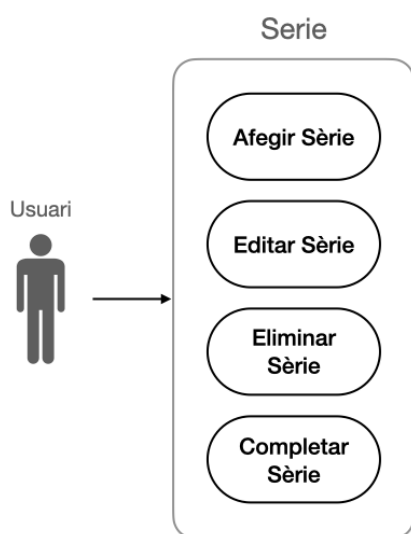 Serie
Afegir Sèrie
Usuari
Editar Sèrie
Eliminar
Sèrie
Completar
Sèrie